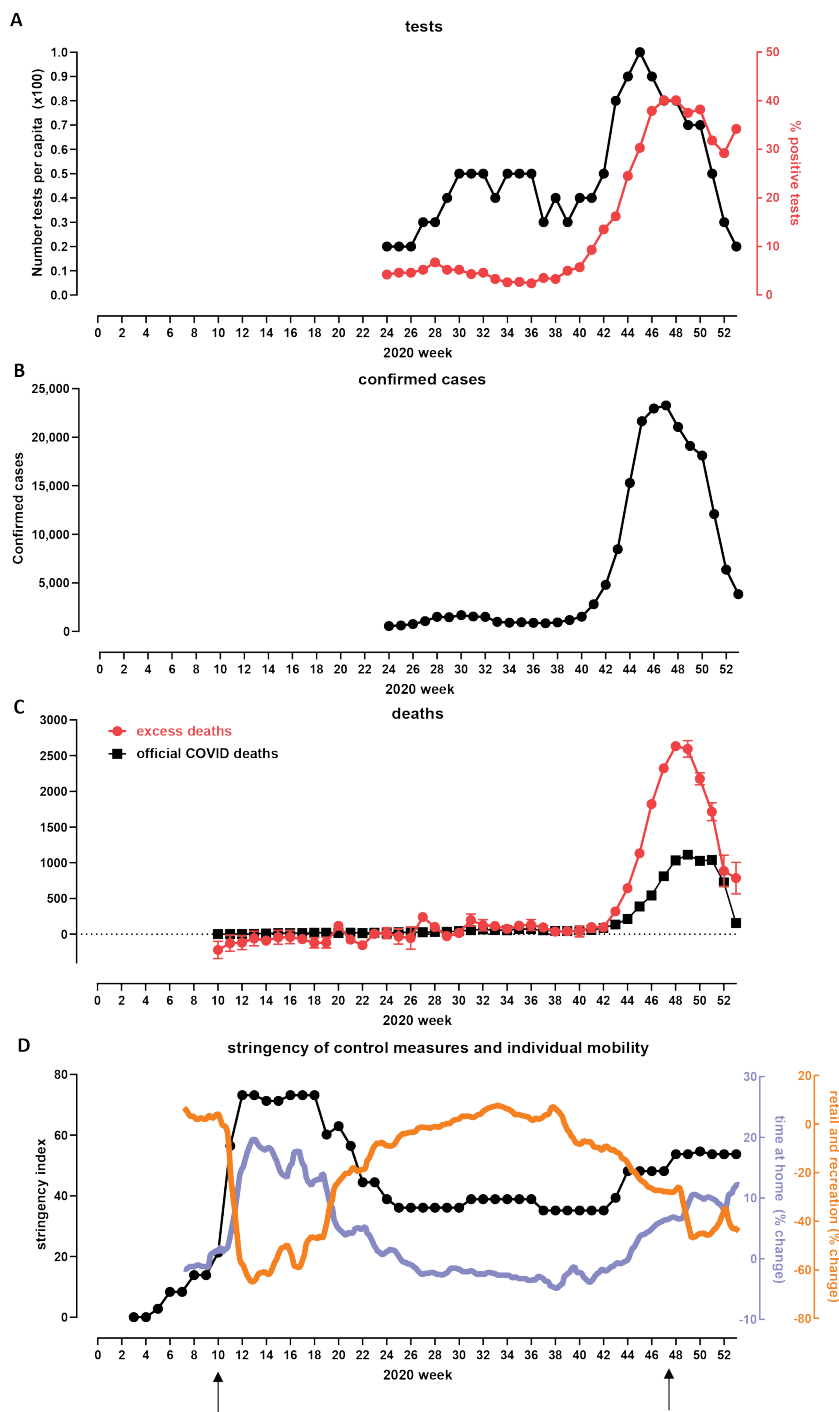 A
tests
Number tests per capita (x100)
1.0
0.9
0.8
0.7
0.6
0.5
0.4
0.3
0.2
0.1
0.0
50
40
30
20
10
0
% positive tests
0 2 4 6 8 10 12 14 16 18 20 22 24 26 28 30 32 34 36 38 40 42 44 46 48 50 52
2020 week
B
confirmed cases
Confirmed cases
25,000
20,000
15,000
10,000
5,000
0
0 2 4 6 8 10 12 14 16 18 20 22 24 26 28 30 32 34 36 38 40 42 44 46 48 50 52
2020 week
C
deaths
excess deaths
official COVID deaths
3000
2500
2000
1500
1000
500
0
0 2 4 6 8 10 12 14 16 18 20 22 24 26 28 30 32 34 36 38 40 42 44 46 48 50 52
2020 week
D
stringency of control measures and individual mobility
stringency index
80
60
40
20
0
30
20
10
0
-10
time at home (% change)
20
0
-20
-40
-60
-80
retail and recreation (% change)
0 2 4 6 8 10 12 14 16 18 20 22 24 26 28 30 32 34 36 38 40 42 44 46 48 50 52
2020 week